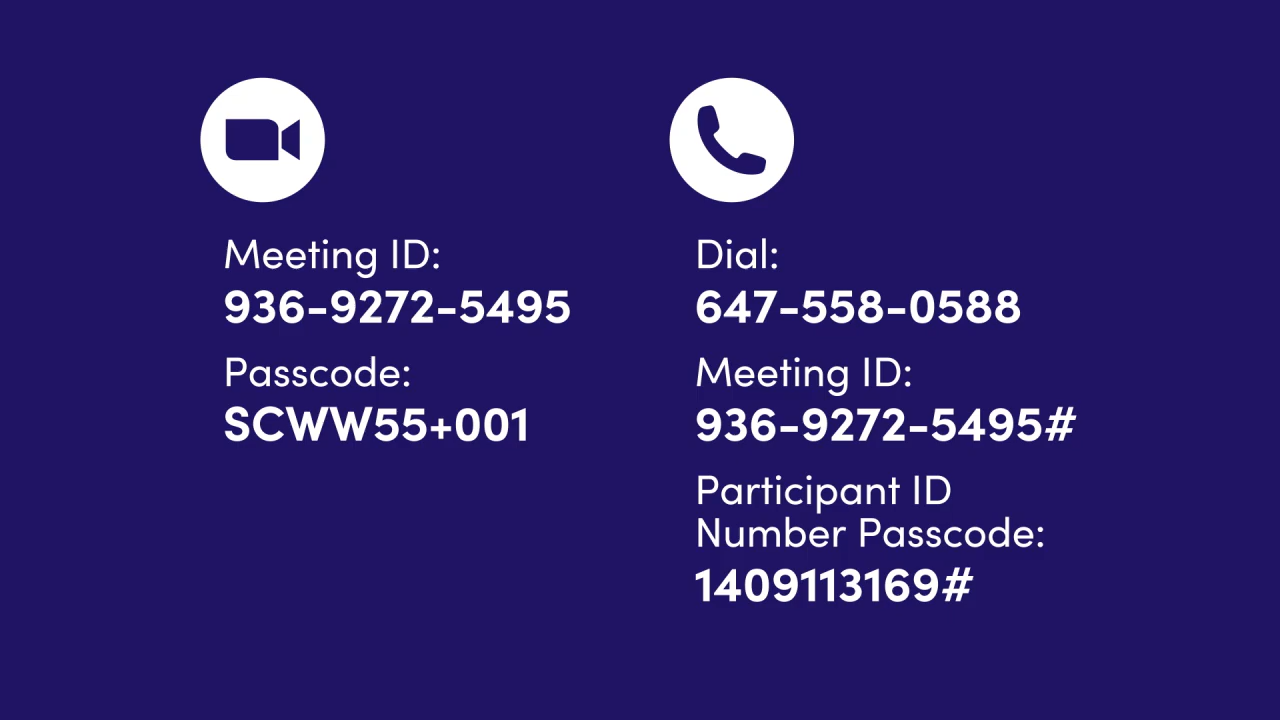 Meeting ID:
936-9272-5495
Passcode:
SCWW55+001
Dial:
647-558-0588
Meeting ID:
936-9272-5495#
Participant ID
Number Passcode:
1409113169#